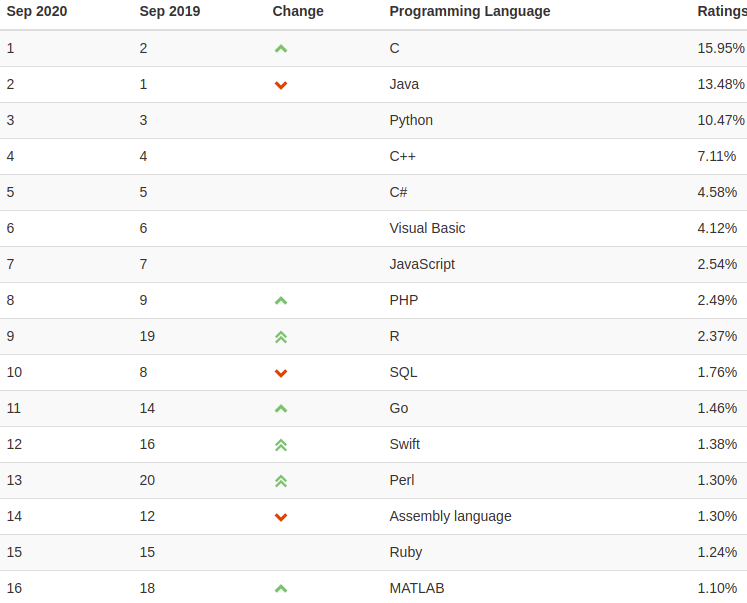 Sep 2020 Sep 2019 Change Programming Language Ratings
1 2 C 15.95%
2 1 Java 13.48%
3 3 Python 10.47%
4 4 C++ 7.11%
5 5 C# 4.58%
6 6 Visual Basic 4.12%
7 7 JavaScript 2.54%
8 9 PHP 2.49%
9 19 R 2.37%
10 8 SQL 1.76%
11 14 Go 1.46%
12 16 Swift 1.38%
13 20 Perl 1.30%
14 12 Assembly language 1.30%
15 15 Ruby 1.24%
16 18 MATLAB 1.10%